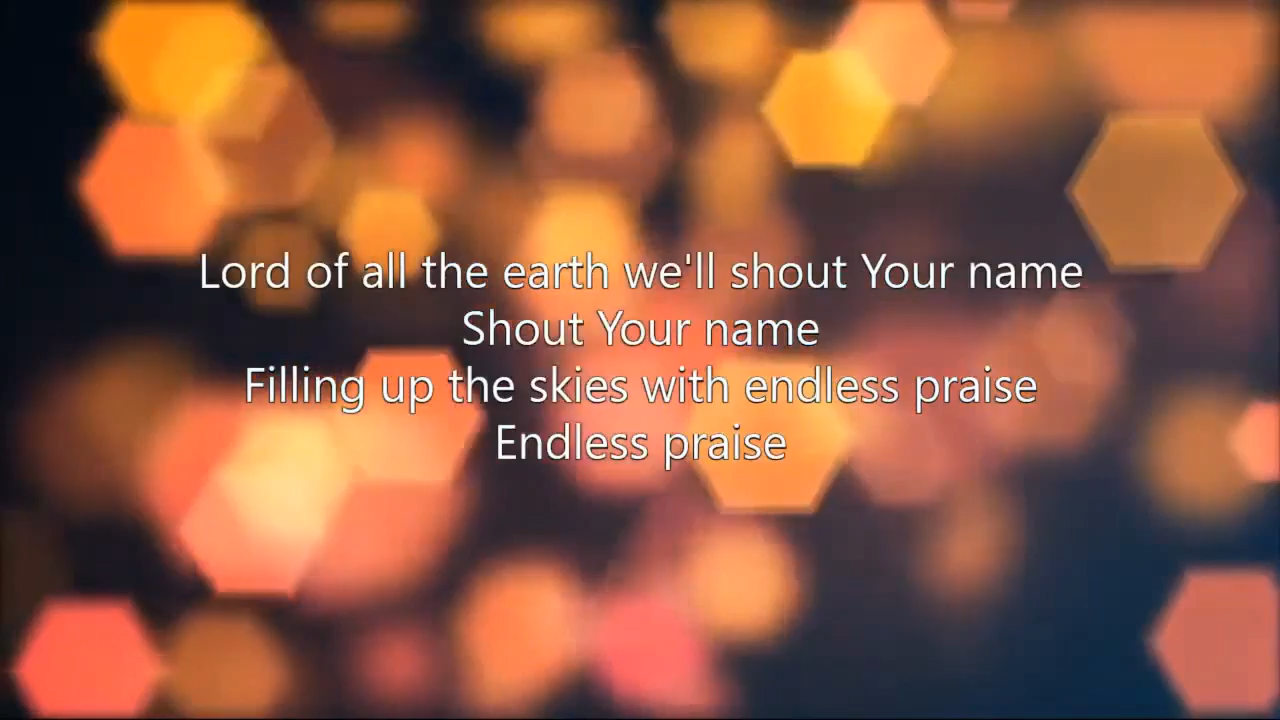 Lord of all the earth we'll shout Your name
Shout Your name
Filling up the skies with endless praise
Endless praise